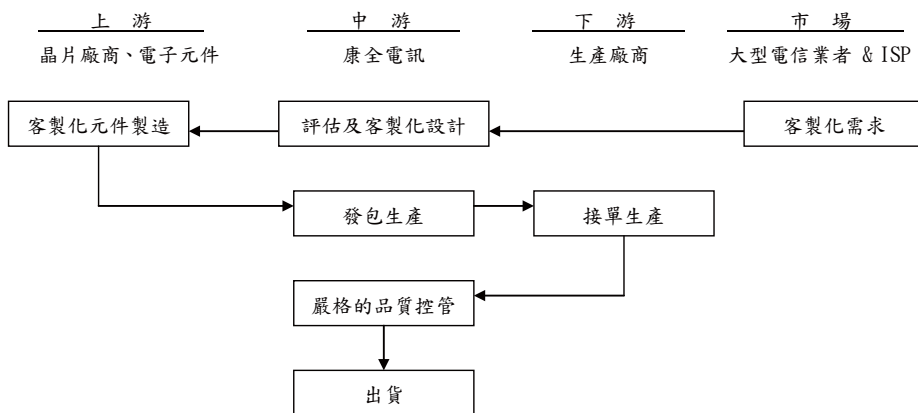 上 游 中 游 下 游 市 場
晶片廠商、電子元件 康全電訊 生產廠商 大型電信業者 & ISP
客製化元件製造 評估及客製化設計 客製化需求
發包生產 接單生產
嚴格的品質控管
出貨